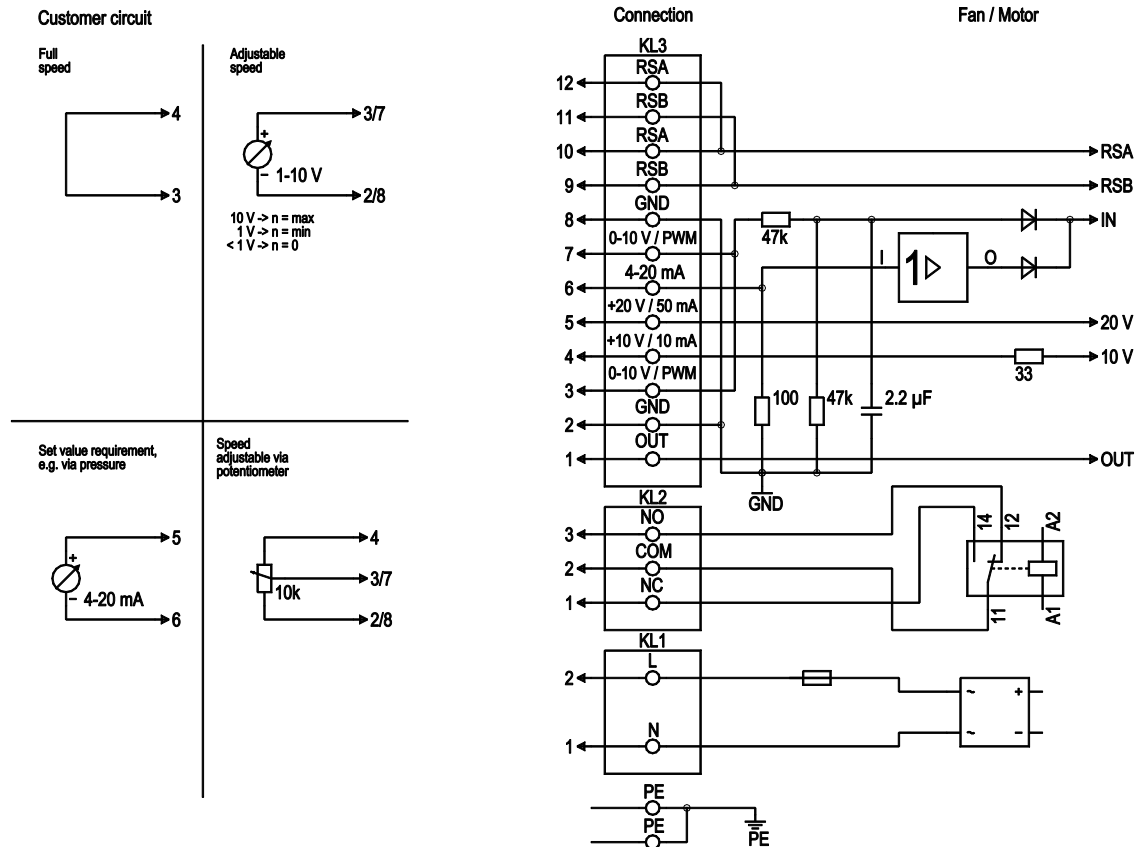 Customer circuit
Connection
Fan / Motor
Full
speed
4
3
Adjustable
speed
3/7
+
− 1-10 V
2/8
10 V -> n = max
1 V -> n = min
< 1 V -> n = 0
Set value requirement,
e.g. via pressure
5
+
− 4-20 mA
6
Speed
adjustable via
potentiometer
4
3/7
10k
2/8
KL3
RSA
12
RSB
11
RSA
10
RSA
RSB
9
RSB
GND
8
IN
47k
0-10 V / PWM
7
I
1
O
4-20 mA
6
+20 V / 50 mA
5
20 V
+10 V / 10 mA
4
10 V
33
0-10 V / PWM
3
100
47k
2.2 µF
GND
2
OUT
1
OUT
GND
KL2
NO
3
COM
2
NC
1
14
12
A2
11
A1
KL1
L
2
~
+
N
1
~
−
PE
PE
PE